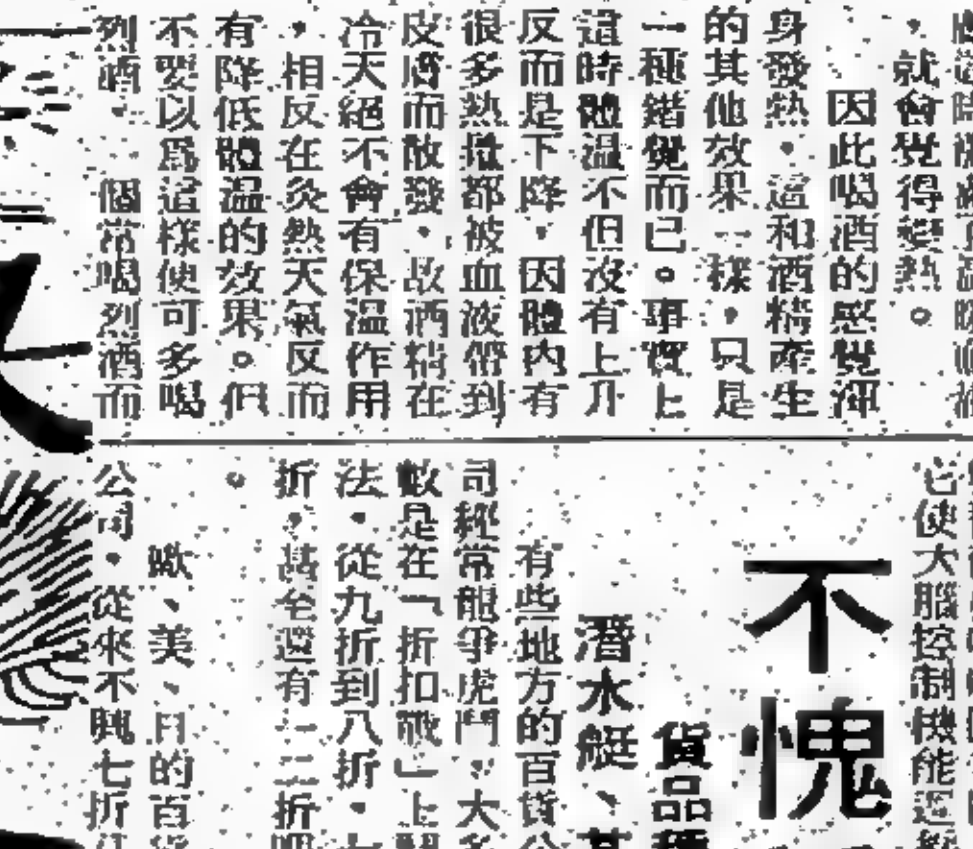 ，就會覺得變熱。
因此喝酒的感覺渾
身發熱，這和酒精產生
的其他效果一樣，只是
一種錯覺而已。事實上
這時體溫不但沒有上升
反而是下降，因體內有
很多熱量都被血液帶到
皮膚而散發，故酒精在
冷天絕不會有保溫作用
，相反在炎熱天氣反而
有降低體溫的效果。但
不要以爲這樣便可多喝
烈酒，個常喝烈酒而
它使大腦控制機能
不愧
貨品種
潛水艇、
有些地方的百貨公
司經常龍爭虎鬥，大
數是在「折扣戰」上
法，從九折到八折，七
折，甚至還有一二折
。
歐、美、日的百
公司，從來不興七折